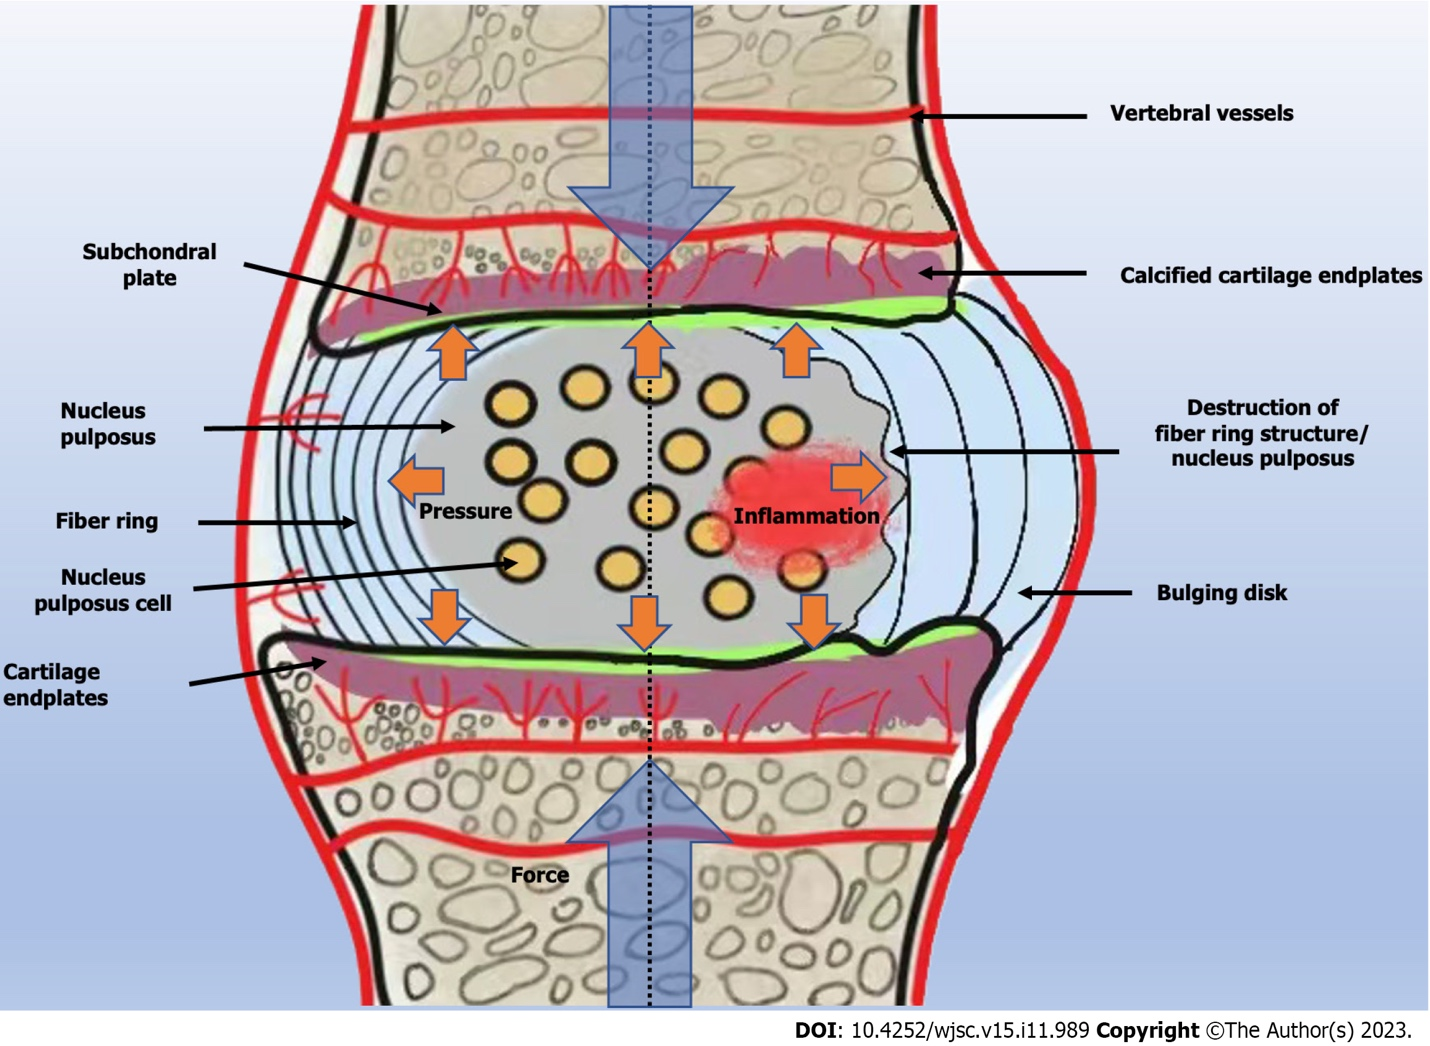 Vertebral vessels
Subchondral
plate
Calcified cartilage endplates
Nucleus
pulposus
Destruction of
fiber ring structure/
nucleus pulposus
Pressure
Inflammation
Fiber ring
Nucleus
pulposus cell
Bulging disk
Cartilage
endplates
Force
DOI: 10.4252/wjsc.v15.i11.989 Copyright ©The Author(s) 2023.